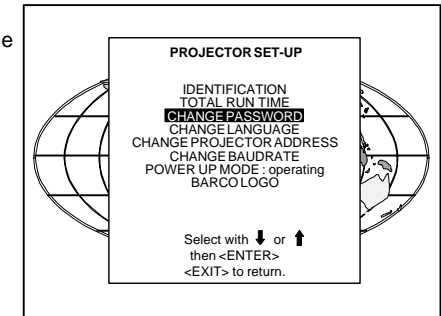 PROJECTOR SET-UP
IDENTIFICATION
TOTAL RUN TIME
CHANGE PASSWORD
CHANGE LANGUAGE
CHANGE PROJECTOR ADDRESS
CHANGE BAUDRATE
POWER UP MODE : operating
BARCO LOGO
Select with ⬇ or ⬆
then <ENTER>
<EXIT> to return.